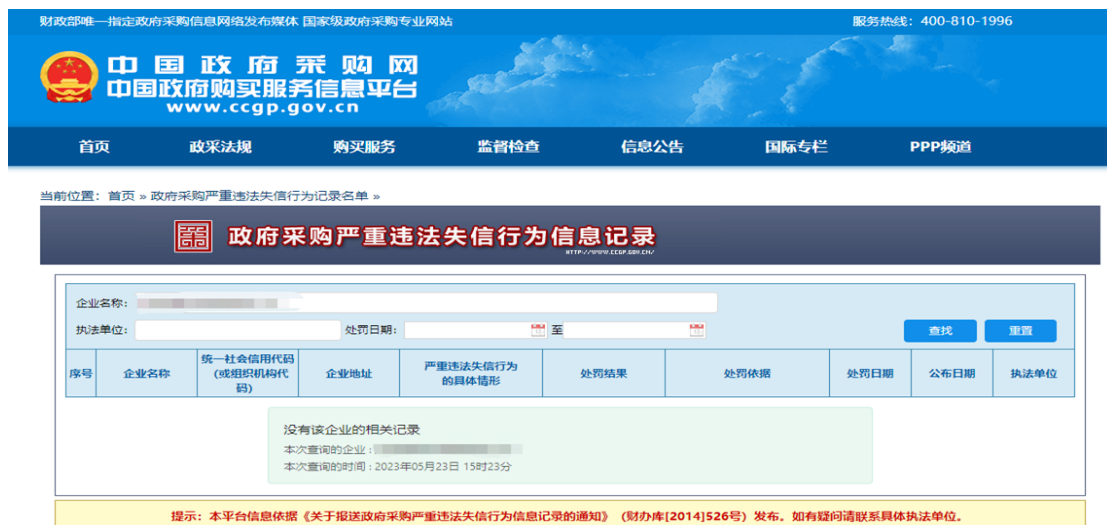 财政部唯一指定政府采购信息网络发布媒体 国家级政府采购专业网站
服务热线：400-810-1996
中国政府采购网
中国政府购买服务信息平台
www.ccgp.gov.cn
首页 政采法规 购买服务 监督检查 信息公告 国际专栏 PPP频道
当前位置：首页 » 政府采购严重违法失信行为记录名单 »
政府采购严重违法失信行为信息记录
HTTP://WWW.CCGP.GOV.CN/
企业名称：
执法单位： 处罚日期： 至 查找 重置
序号 企业名称 统一社会信用代码（或组织机构代码） 企业地址 严重违法失信行为的具体情形 处罚结果 处罚依据 处罚日期 公布日期 执法单位
没有该企业的相关记录
本次查询的企业：
本次查询的时间：2023年05月23日 15时23分
提示：本平台信息依据《关于报送政府采购严重违法失信行为信息记录的通知》（财办库[2014]526号）发布。如有疑问请联系具体执法单位。